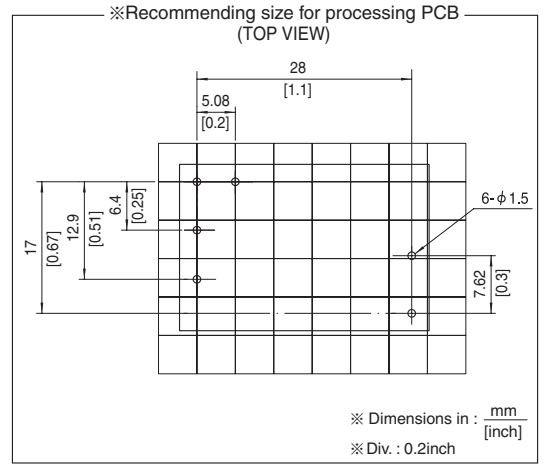 ※Recommending size for processing PCB
(TOP VIEW)
28
[1.1]
5.08
[0.2]
6-φ1.5
17
[0.67]
12.9
[0.51]
6.4
[0.25]
7.62
[0.3]
※ Dimensions in : mm
[inch]
※Div. : 0.2inch